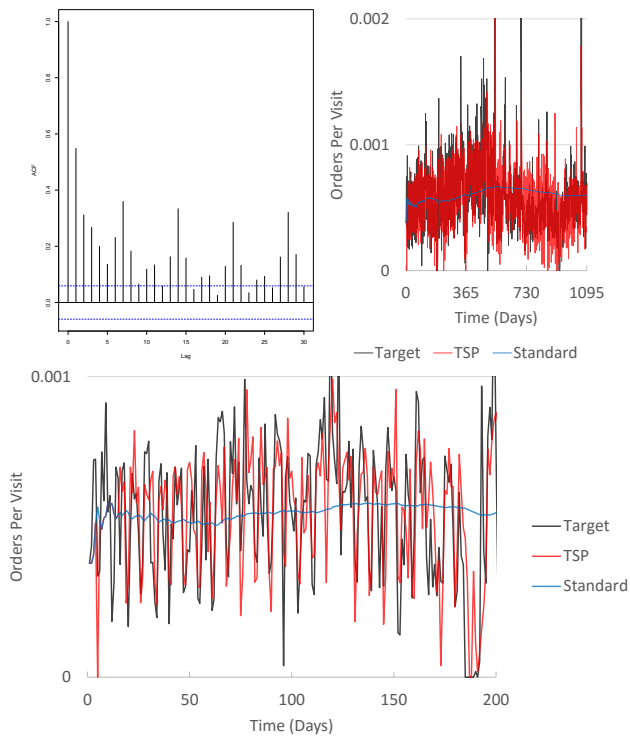 1.0
0.8
0.6
0.4
0.2
0.0
ACF
0
5
10
15
20
25
30
Lag
0.002
0.001
0
Orders Per Visit
0
365
730
1095
Time (Days)
Target
TSP
Standard
0.001
0
Orders Per Visit
0
50
100
150
200
Time (Days)
Target
TSP
Standard